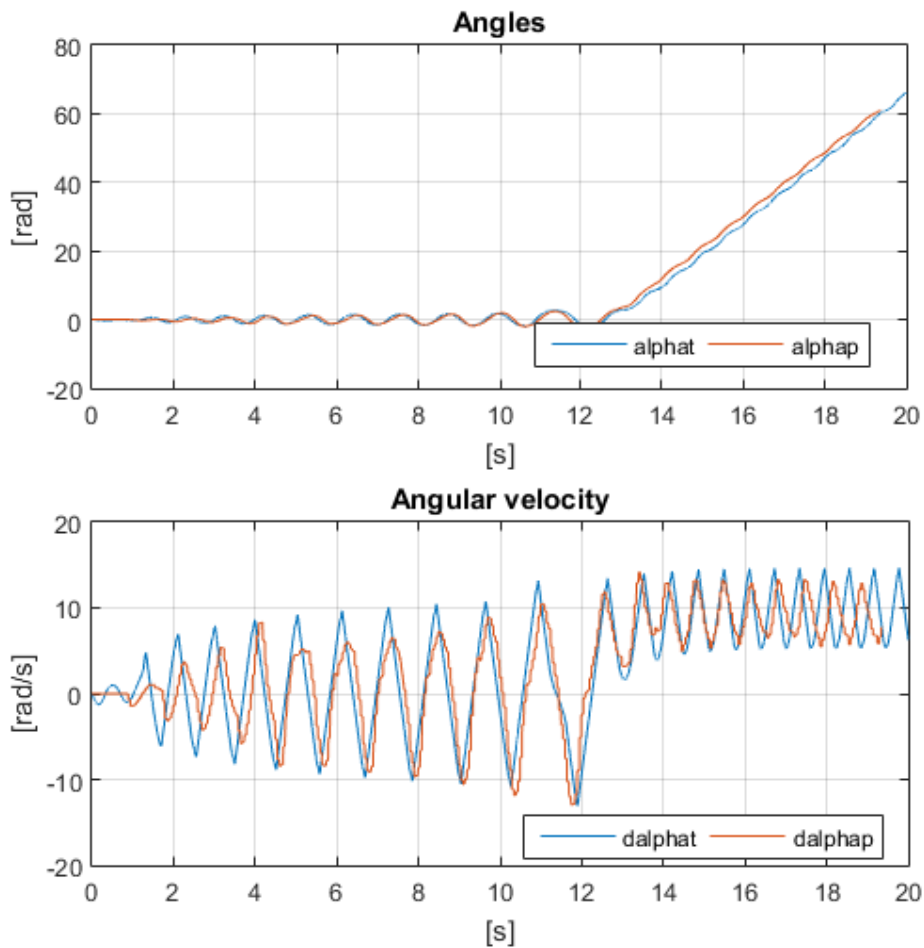 Angles
80
60
40
20
0
-20
[rad]
alphat alphap
0 2 4 6 8 10 12 14 16 18 20
[s]
Angular velocity
20
10
0
-10
-20
[rad/s]
dalphat dalphap
0 2 4 6 8 10 12 14 16 18 20
[s]